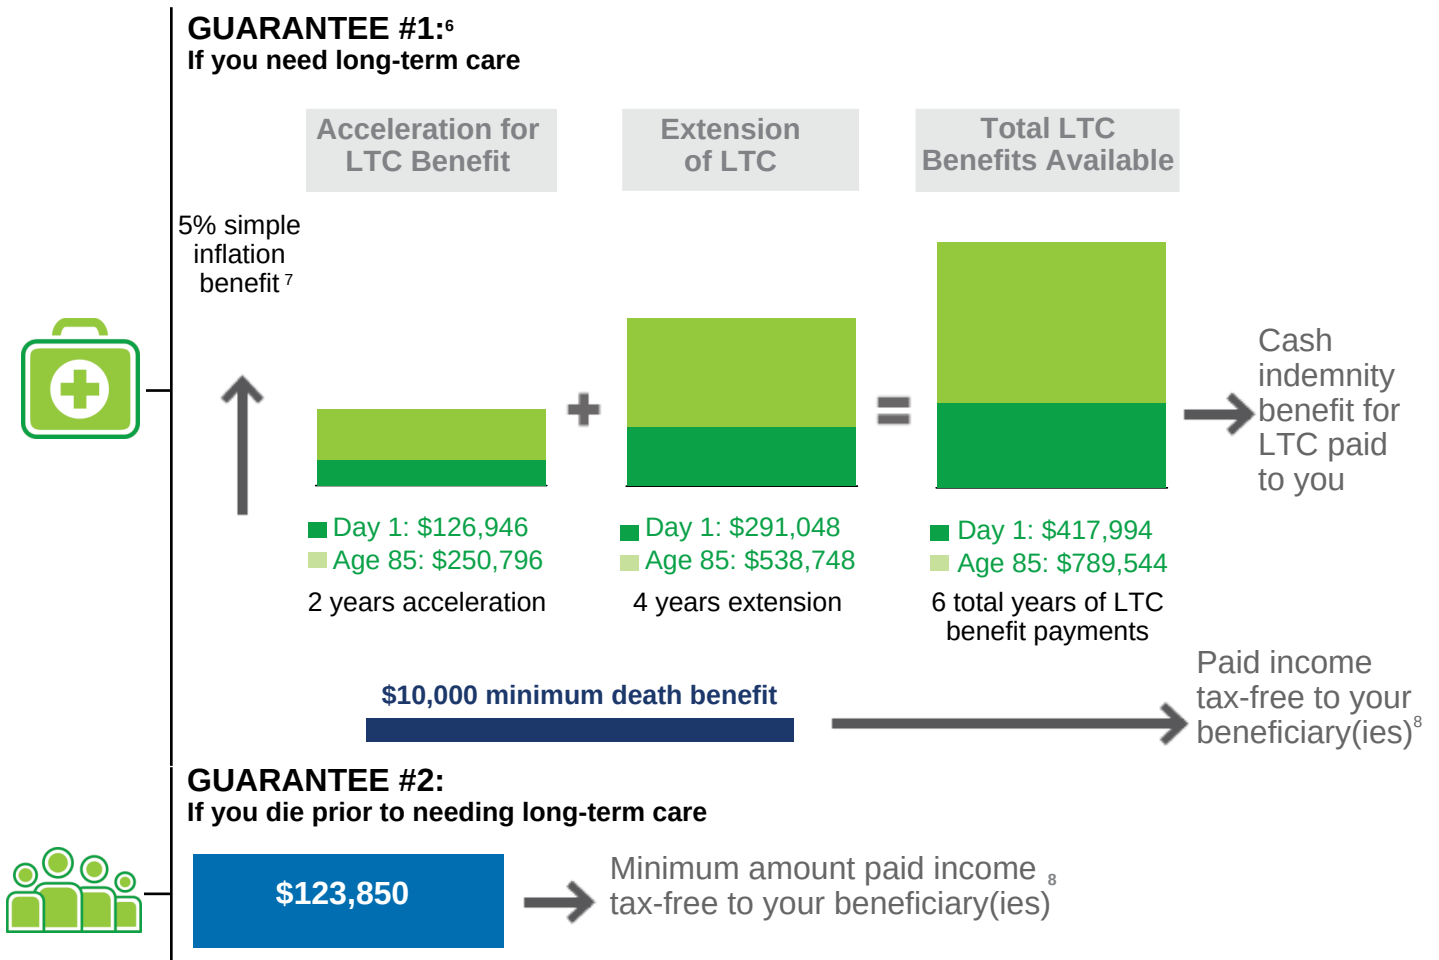 GUARANTEE #1:6
If you need long-term care
Acceleration for
LTC Benefit
Extension
of LTC
Total LTC
Benefits Available
5% simple
inflation
benefit 7
Cash
indemnity
benefit for
LTC paid
to you
Day 1: $126,946
Age 85: $250,796
2 years acceleration
Day 1: $291,048
Age 85: $538,748
4 years extension
Day 1: $417,994
Age 85: $789,544
6 total years of LTC
benefit payments
$10,000 minimum death benefit
Paid income
tax-free to your
beneficiary(ies)8
GUARANTEE #2:
If you die prior to needing long-term care
$123,850
Minimum amount paid income
tax-free to your beneficiary(ies)8